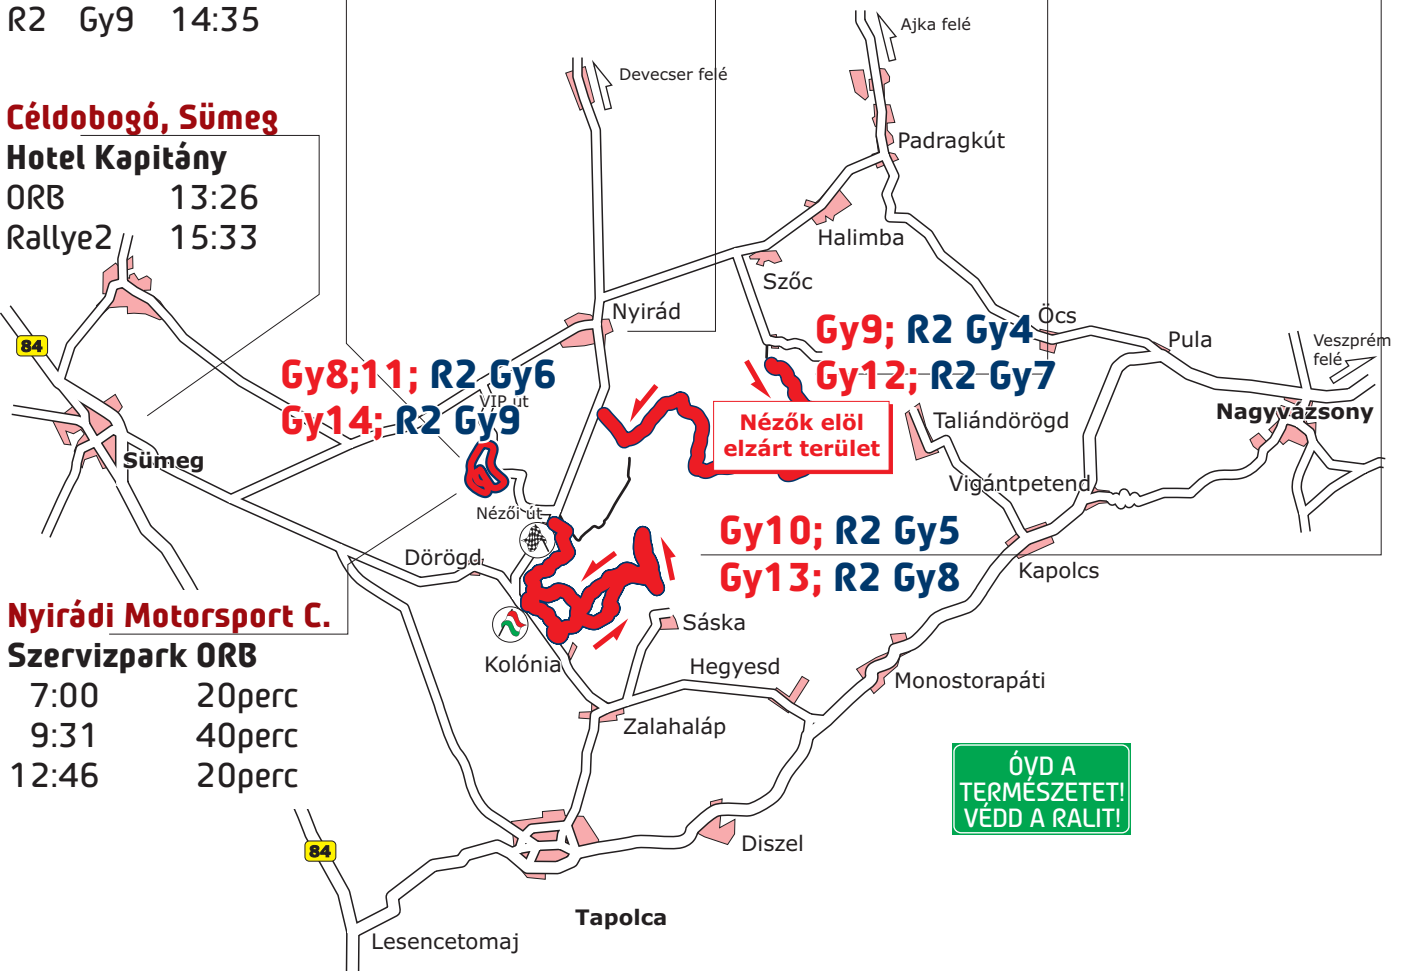 R2 Gy9 14:35
Céldobogó, Sümeg
Hotel Kapitány
ORB 13:26
Rallye2 15:33
Ajka felé
Devecser felé
Padragkút
Halimba
Szőc
Nyirád
Öcs
Pula
Veszprém
felé
Nagyvázsony
84
Gy9; R2 Gy4
Gy12; R2 Gy7
Gy8;11; R2 Gy6
VIP út
Gy14; R2 Gy9
Nézők elöl
elzárt terület
Taliándörögd
Vigántpetend
Sümeg
Nézői út
Gy10; R2 Gy5
Gy13; R2 Gy8
Dörögd
Kapolcs
Nyirádi Motorsport C.
Szervizpark ORB
7:00 20perc
9:31 40perc
12:46 20perc
Sáska
Kolónia
Hegyesd
Monostorapáti
Zalahaláp
ÓVD A
TERMÉSZETET!
VÉDD A RALIT!
84
Diszel
Tapolca
Lesencetomaj